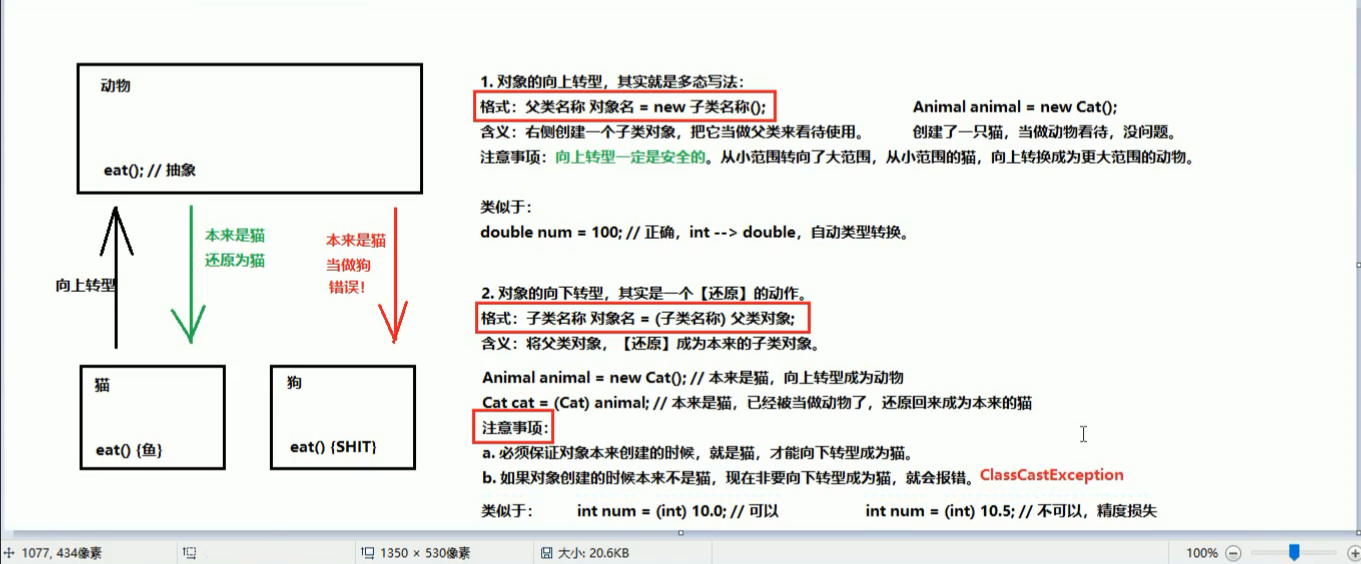 动物
eat(); // 抽象
向上转型
本来是猫
还原为猫
本来是猫
当做狗
错误！
猫
eat() {鱼}
狗
eat() {SHIT}
1. 对象的向上转型，其实就是多态写法：
格式：父类名称 对象名 = new 子类名称();
Animal animal = new Cat();
含义：右侧创建一个子类对象，把它当做父类来看待使用。
创建了一只猫，当做动物看待，没问题。
注意事项：向上转型一定是安全的。从小范围转向了大范围，从小范围的猫，向上转换成为更大范围的动物。
类似于：
double num = 100; // 正确，int --> double，自动类型转换。
2. 对象的向下转型，其实是一个【还原】的动作。
格式：子类名称 对象名 = (子类名称) 父类对象;
含义：将父类对象，【还原】成为本来的子类对象。
Animal animal = new Cat(); // 本来是猫，向上转型成为动物
Cat cat = (Cat) animal; // 本来是猫，已经被当做动物了，还原回来成为本来的猫
注意事项：
a. 必须保证对象本来创建的时候，就是猫，才能向下转型成为猫。
b. 如果对象创建的时候本来不是猫，现在非要向下转型成为猫，就会报错。ClassCastException
类似于：
int num = (int) 10.0; // 可以
int num = (int) 10.5; // 不可以，精度损失
1077, 434像素
1350 × 530像素
大小: 20.6KB
100%